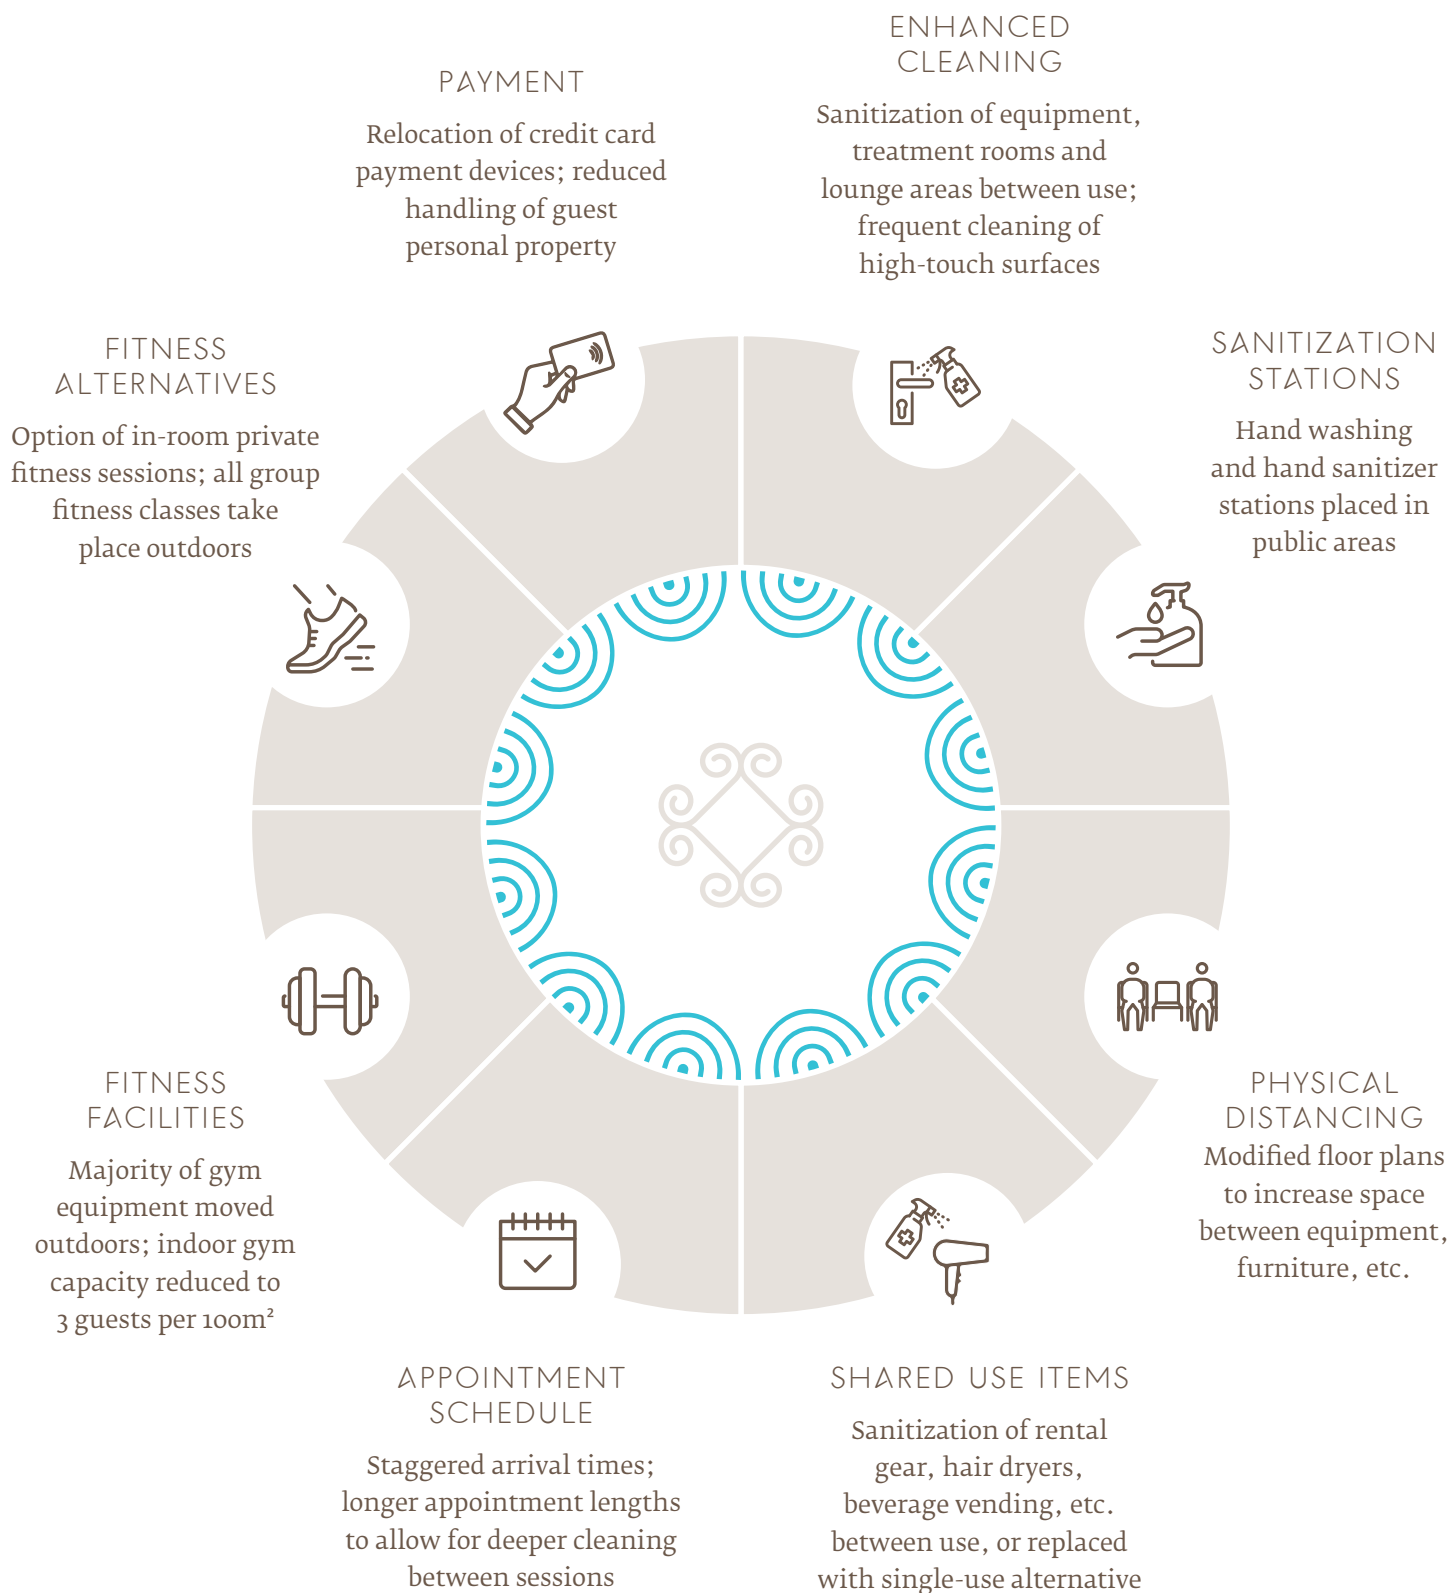 ENHANCED
CLEANING
Sanitization of equipment,
treatment rooms and
lounge areas between use;
frequent cleaning of
high-touch surfaces
SANITIZATION
STATIONS
Hand washing
and hand sanitizer
stations placed in
public areas
PHYSICAL
DISTANCING
Modified floor plans
to increase space
between equipment,
furniture, etc.
SHARED USE ITEMS
Sanitization of rental
gear, hair dryers,
beverage vending, etc.
between use, or replaced
with single-use alternative
APPOINTMENT
SCHEDULE
Staggered arrival times;
longer appointment lengths
to allow for deeper cleaning
between sessions
FITNESS
FACILITIES
Majority of gym
equipment moved
outdoors; indoor gym
capacity reduced to
3 guests per 100m²
FITNESS
ALTERNATIVES
Option of in-room private
fitness sessions; all group
fitness classes take
place outdoors
PAYMENT
Relocation of credit card
payment devices; reduced
handling of guest
personal property